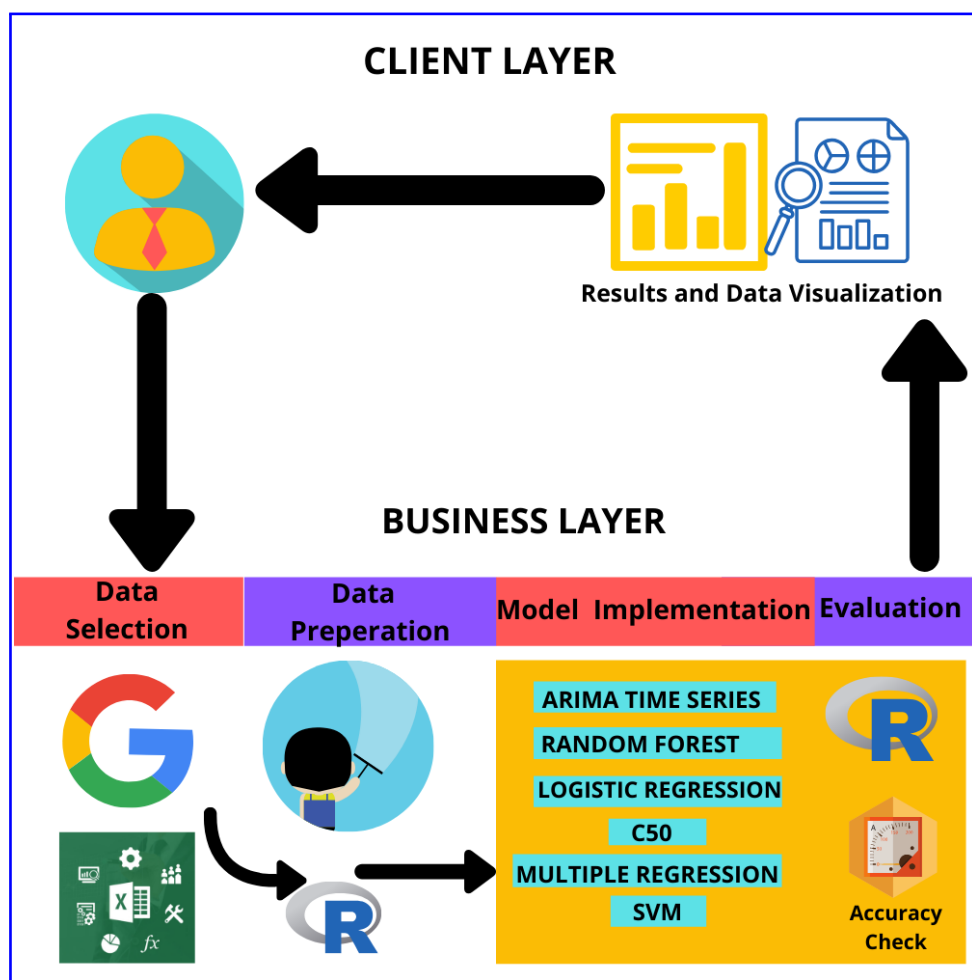 CLIENT LAYER
Results and Data Visualization
BUSINESS LAYER
Data
Selection
Data
Preperation
Model Implementation
Evaluation
ARIMA TIME SERIES
RANDOM FOREST
LOGISTIC REGRESSION
C50
MULTIPLE REGRESSION
SVM
R
A
Accuracy
Check
G
X
fx
R